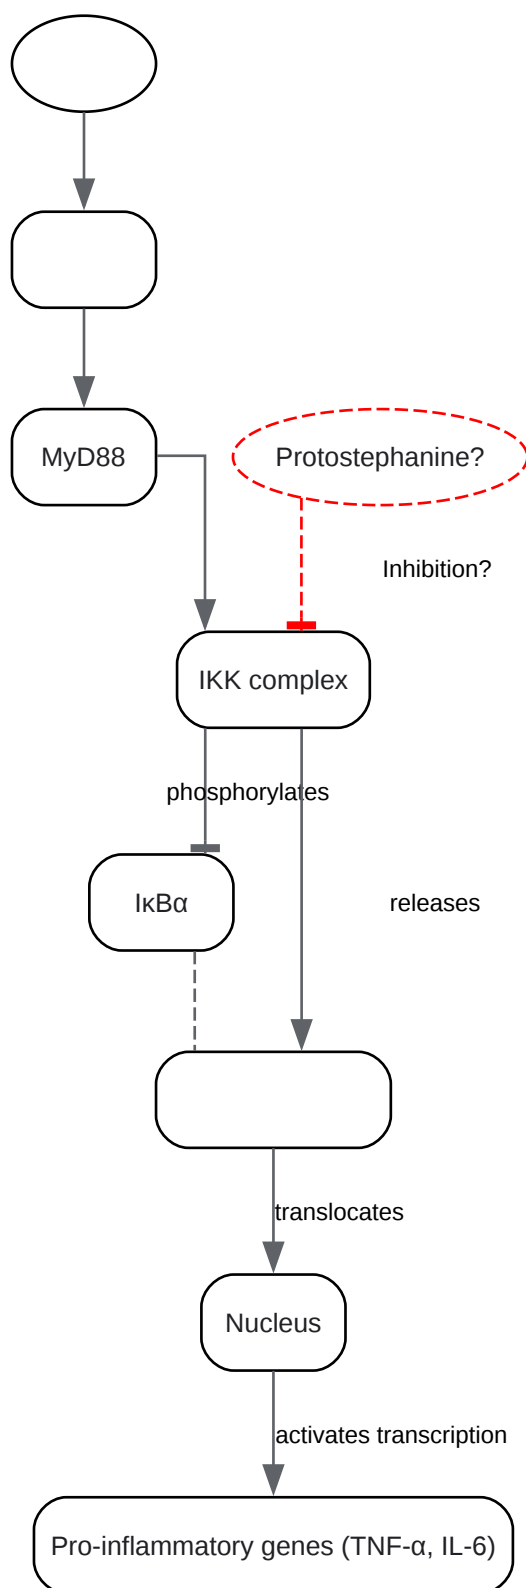 MyD88
Protostephanine?
Inhibition?
IKK complex
phosphorylates
IκBα
releases
translocates
Nucleus
activates transcription
Pro-inflammatory genes (TNF-α, IL-6)